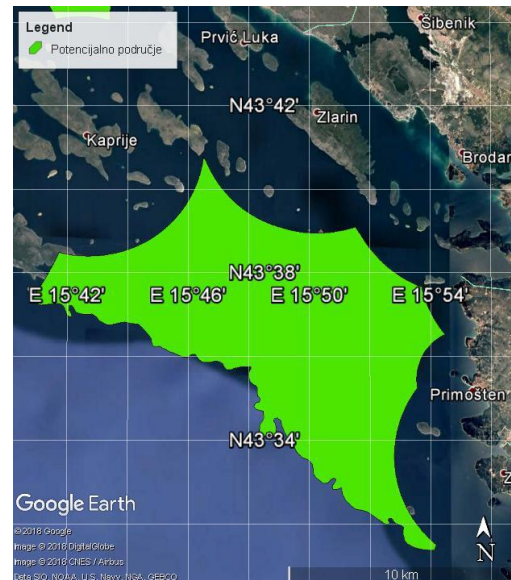 Legend
Potencijalno područje
Šibenik
Prvić Luka
N43°42'
Zlarin
Kaprije
Brodar
N43°38'
E 15°42'
E 15°46'
E 15°50'
E 15°54'
Primošten
N43°34'
Z
Google Earth
©2018 Google
Image © 2018 DigitalGlobe
Image © 2018 CNES / Airbus
Data SIO, NOAA, U.S. Navy, NGA, GEBCO
10 km
N